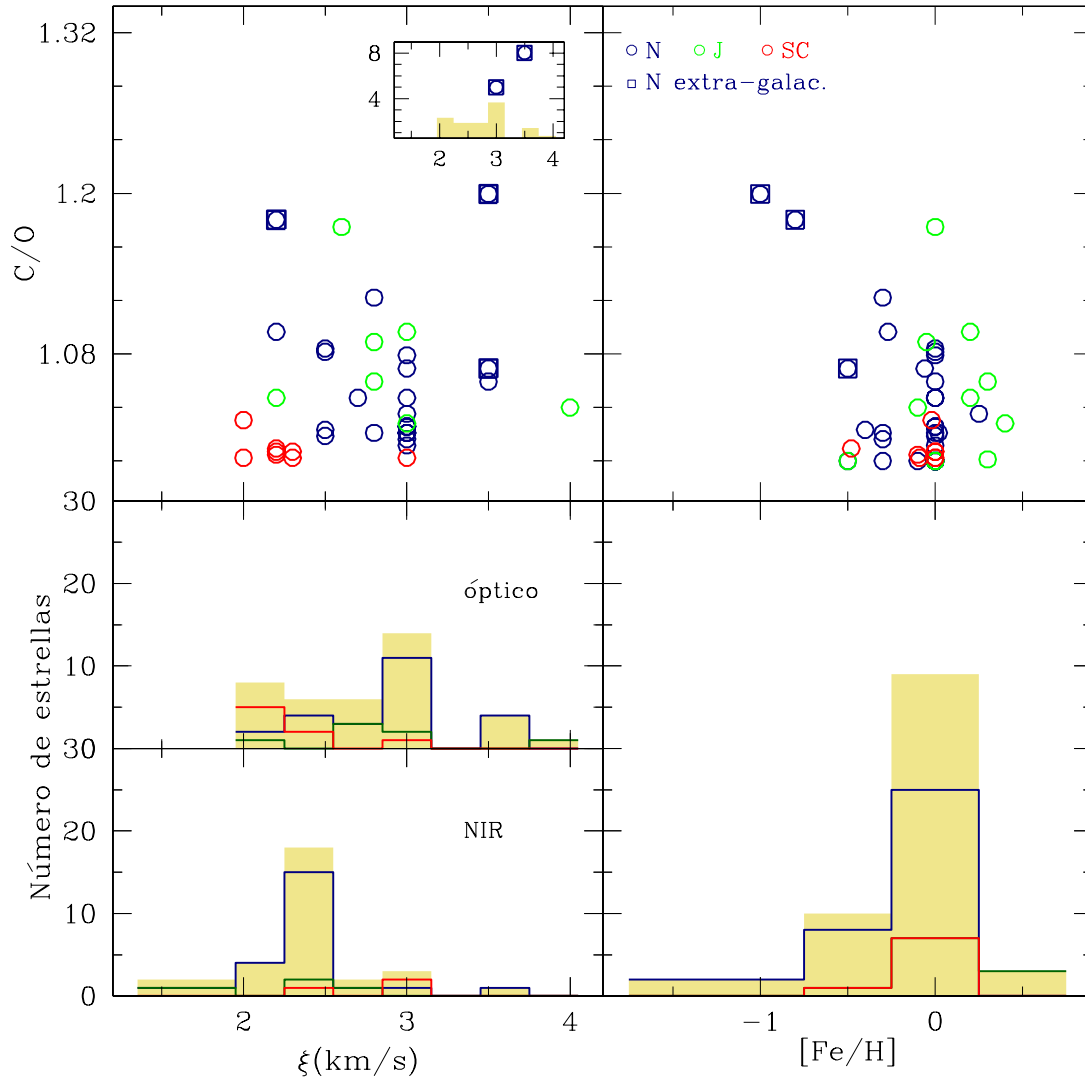 1.32
8
4
2 3 4
N J SC
N extra-galac.
1.2
C/O
1.08
30
óptico
20
10
30
NIR
20
10
0
Número de estrellas
2 3 4
ξ(km/s)
−1 0
[Fe/H]